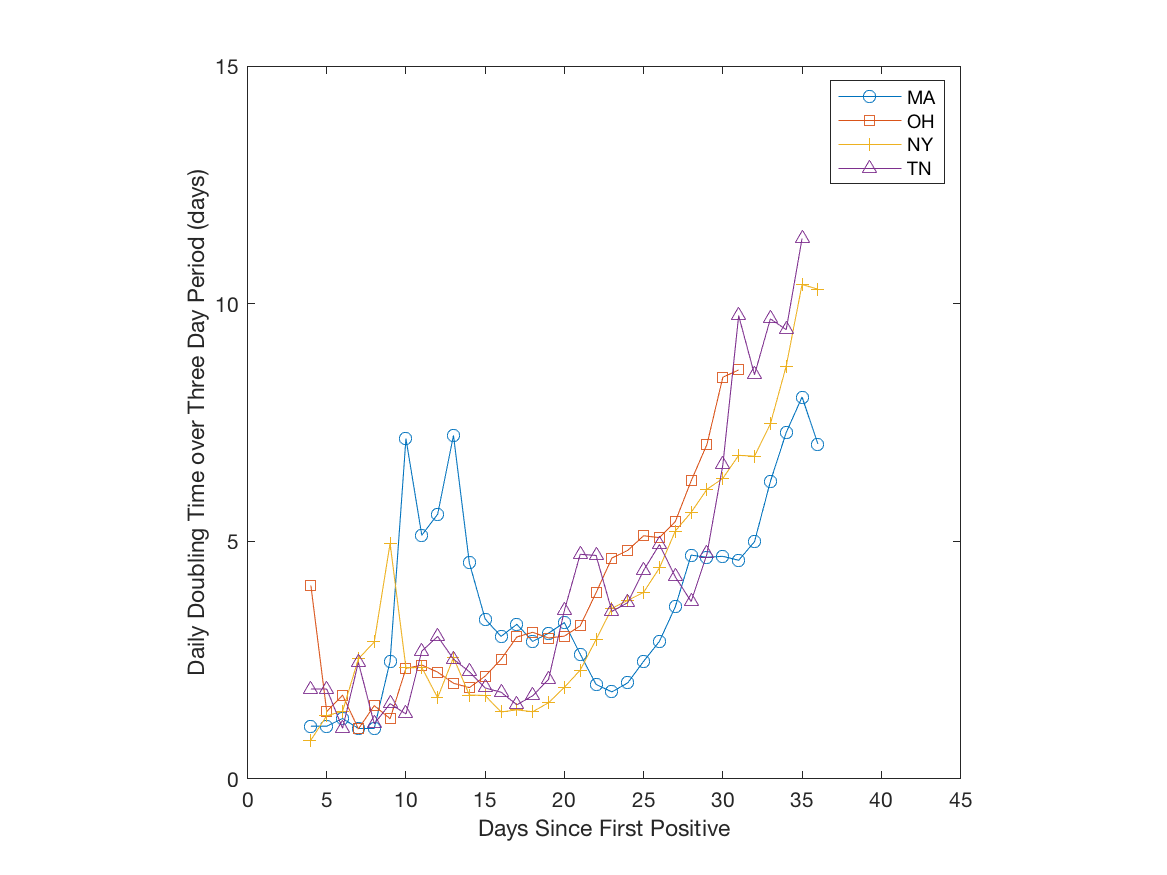 15
10
5
0
0 5 10 15 20 25 30 35 40 45
Days Since First Positive
Daily Doubling Time over Three Day Period (days)
MA
OH
NY
TN